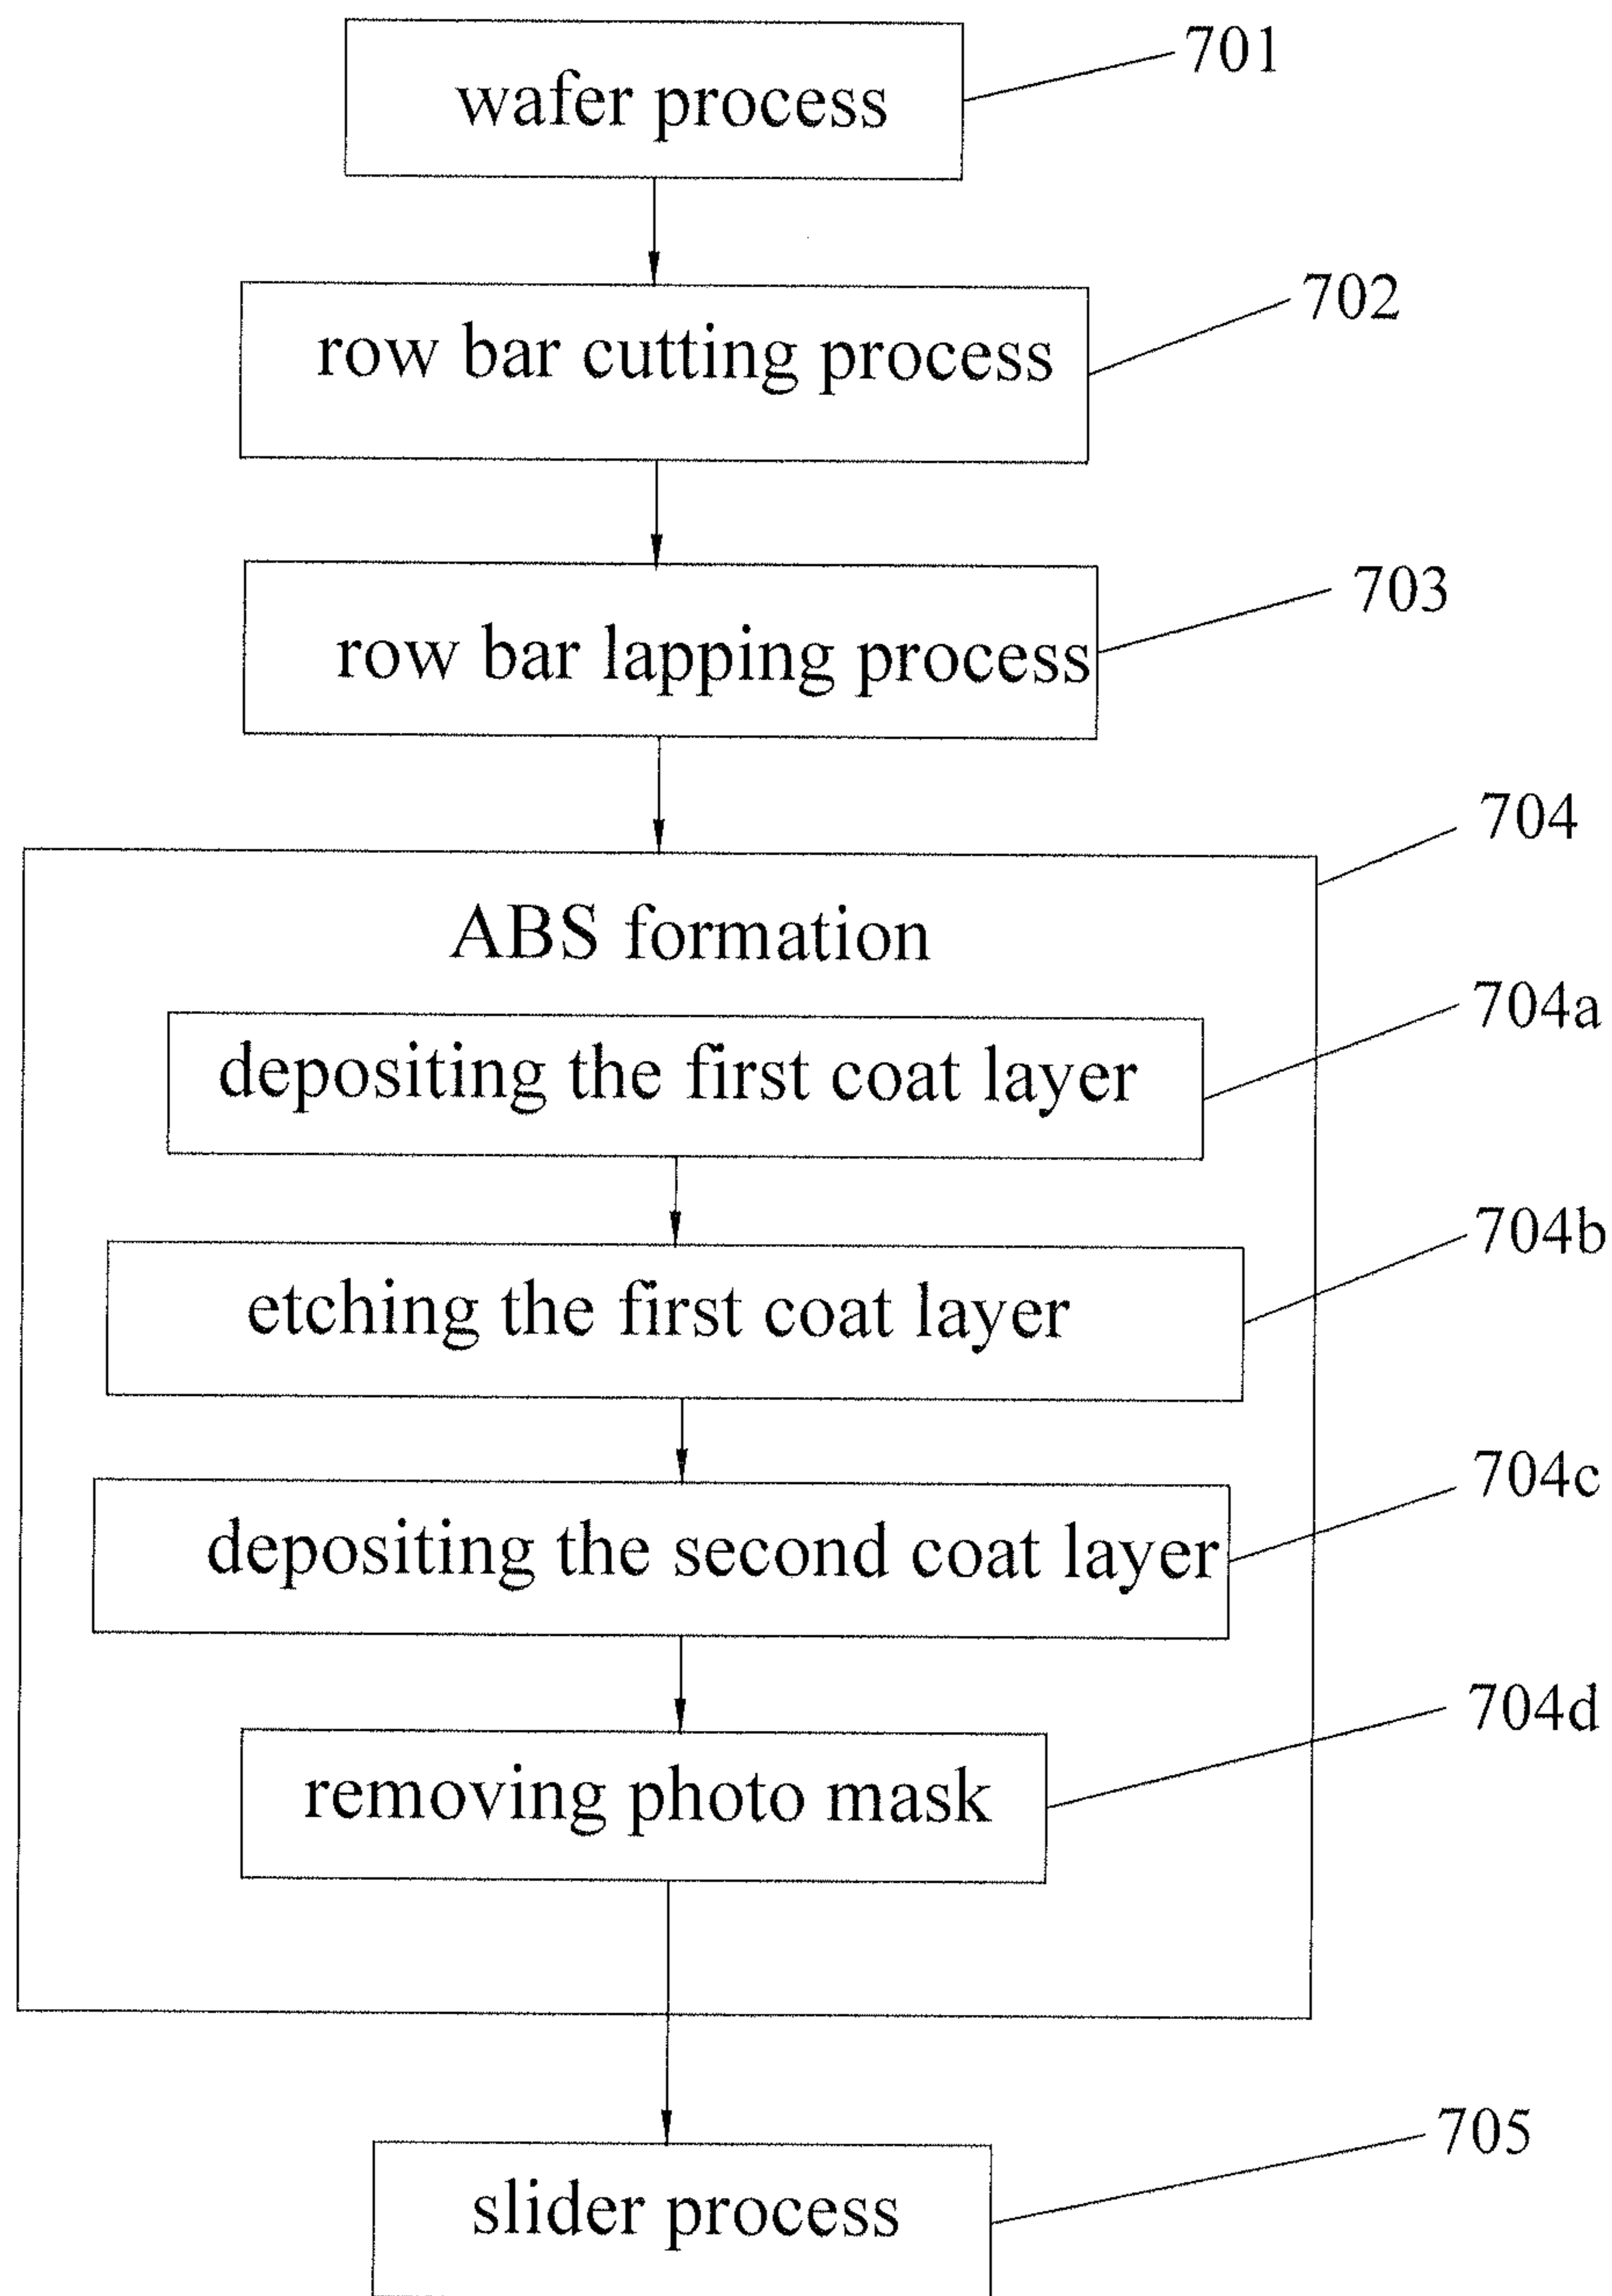 701
wafer process
702
row bar cutting process
703
row bar lapping process
704
ABS formation
704a
depositing the first coat layer
704b
etching the first coat layer
704c
depositing the second coat layer
704d
removing photo mask
705
slider process